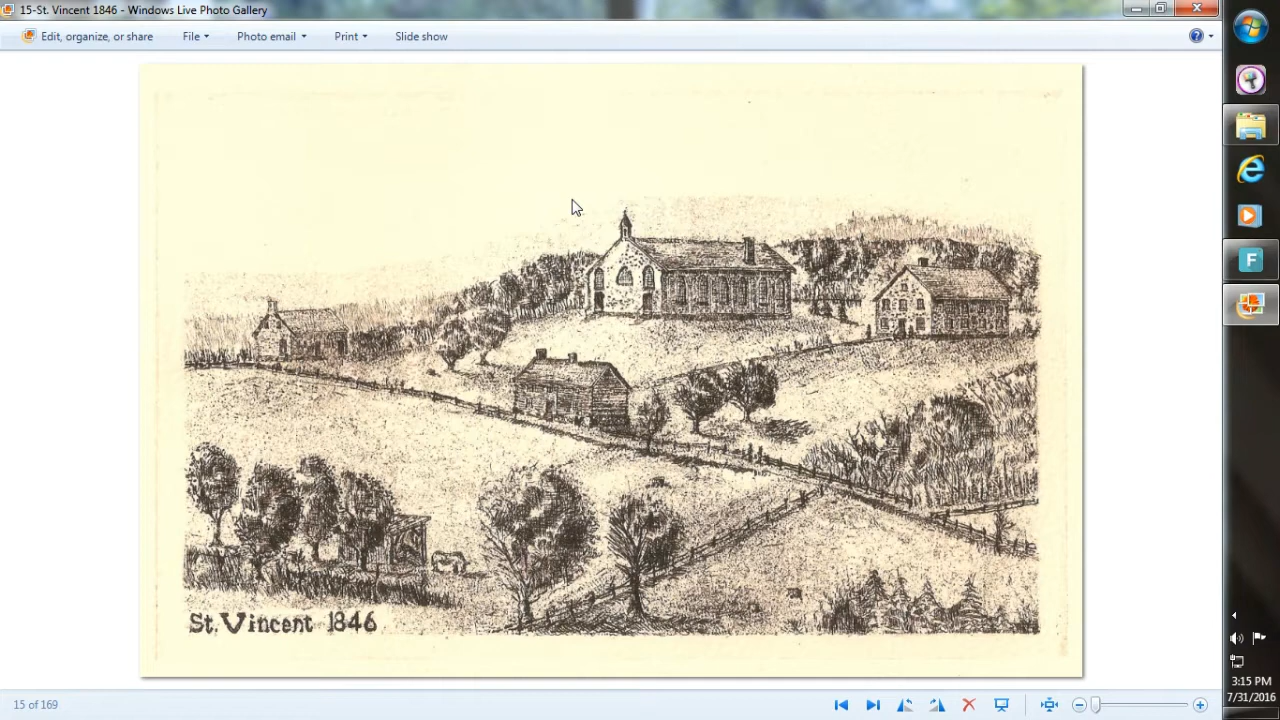 15-St. Vincent 1846 - Windows Live Photo Gallery
Edit, organize, or share File Photo email Print Slide show
St. Vincent 1846
15 of 169
F
3:15 PM
7/31/2016